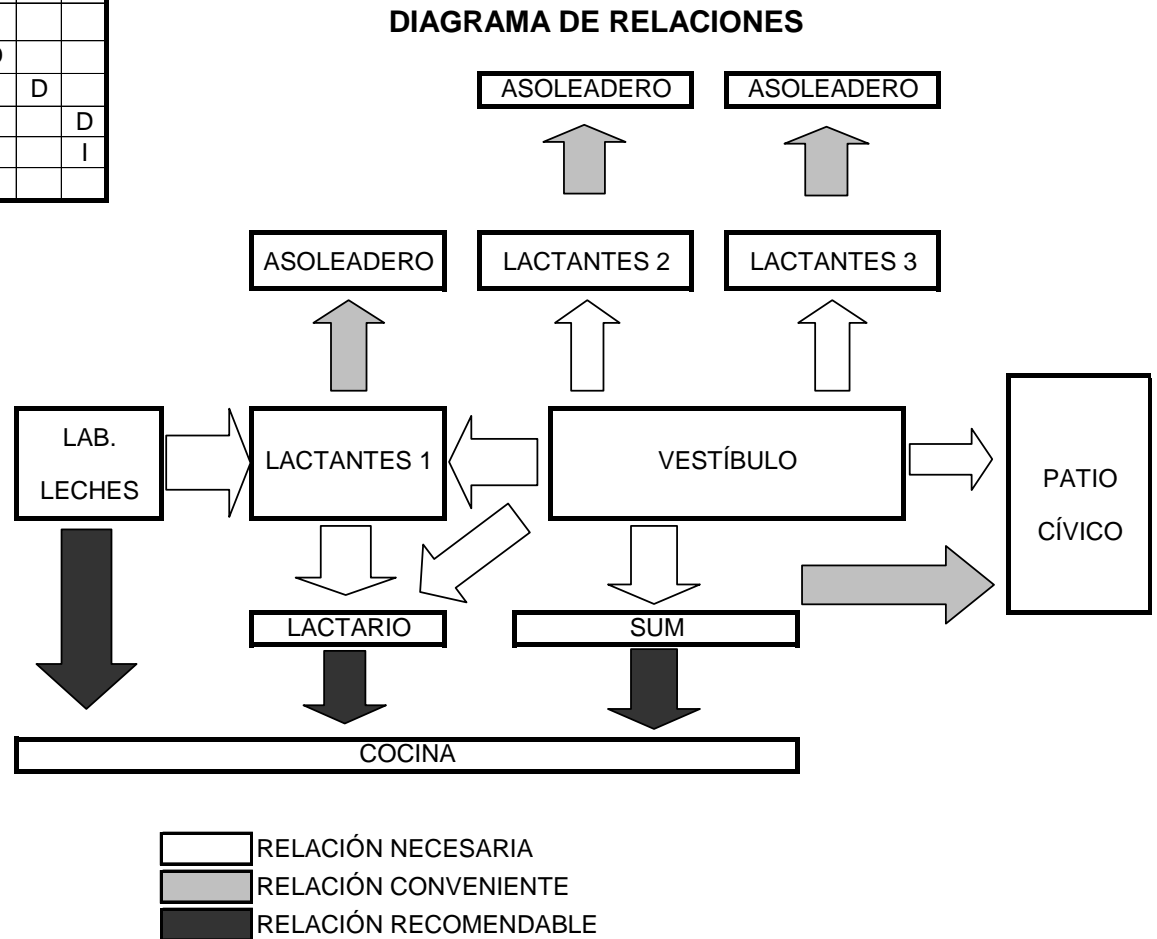 DIAGRAMA DE RELACIONES
D
D
I
ASOLEADERO
ASOLEADERO
ASOLEADERO
LACTANTES 2
LACTANTES 3
LAB.
LECHES
LACTANTES 1
VESTÍBULO
PATIO
CÍVICO
LACTARIO
SUM
COCINA
RELACIÓN NECESARIA
RELACIÓN CONVENIENTE
RELACIÓN RECOMENDABLE